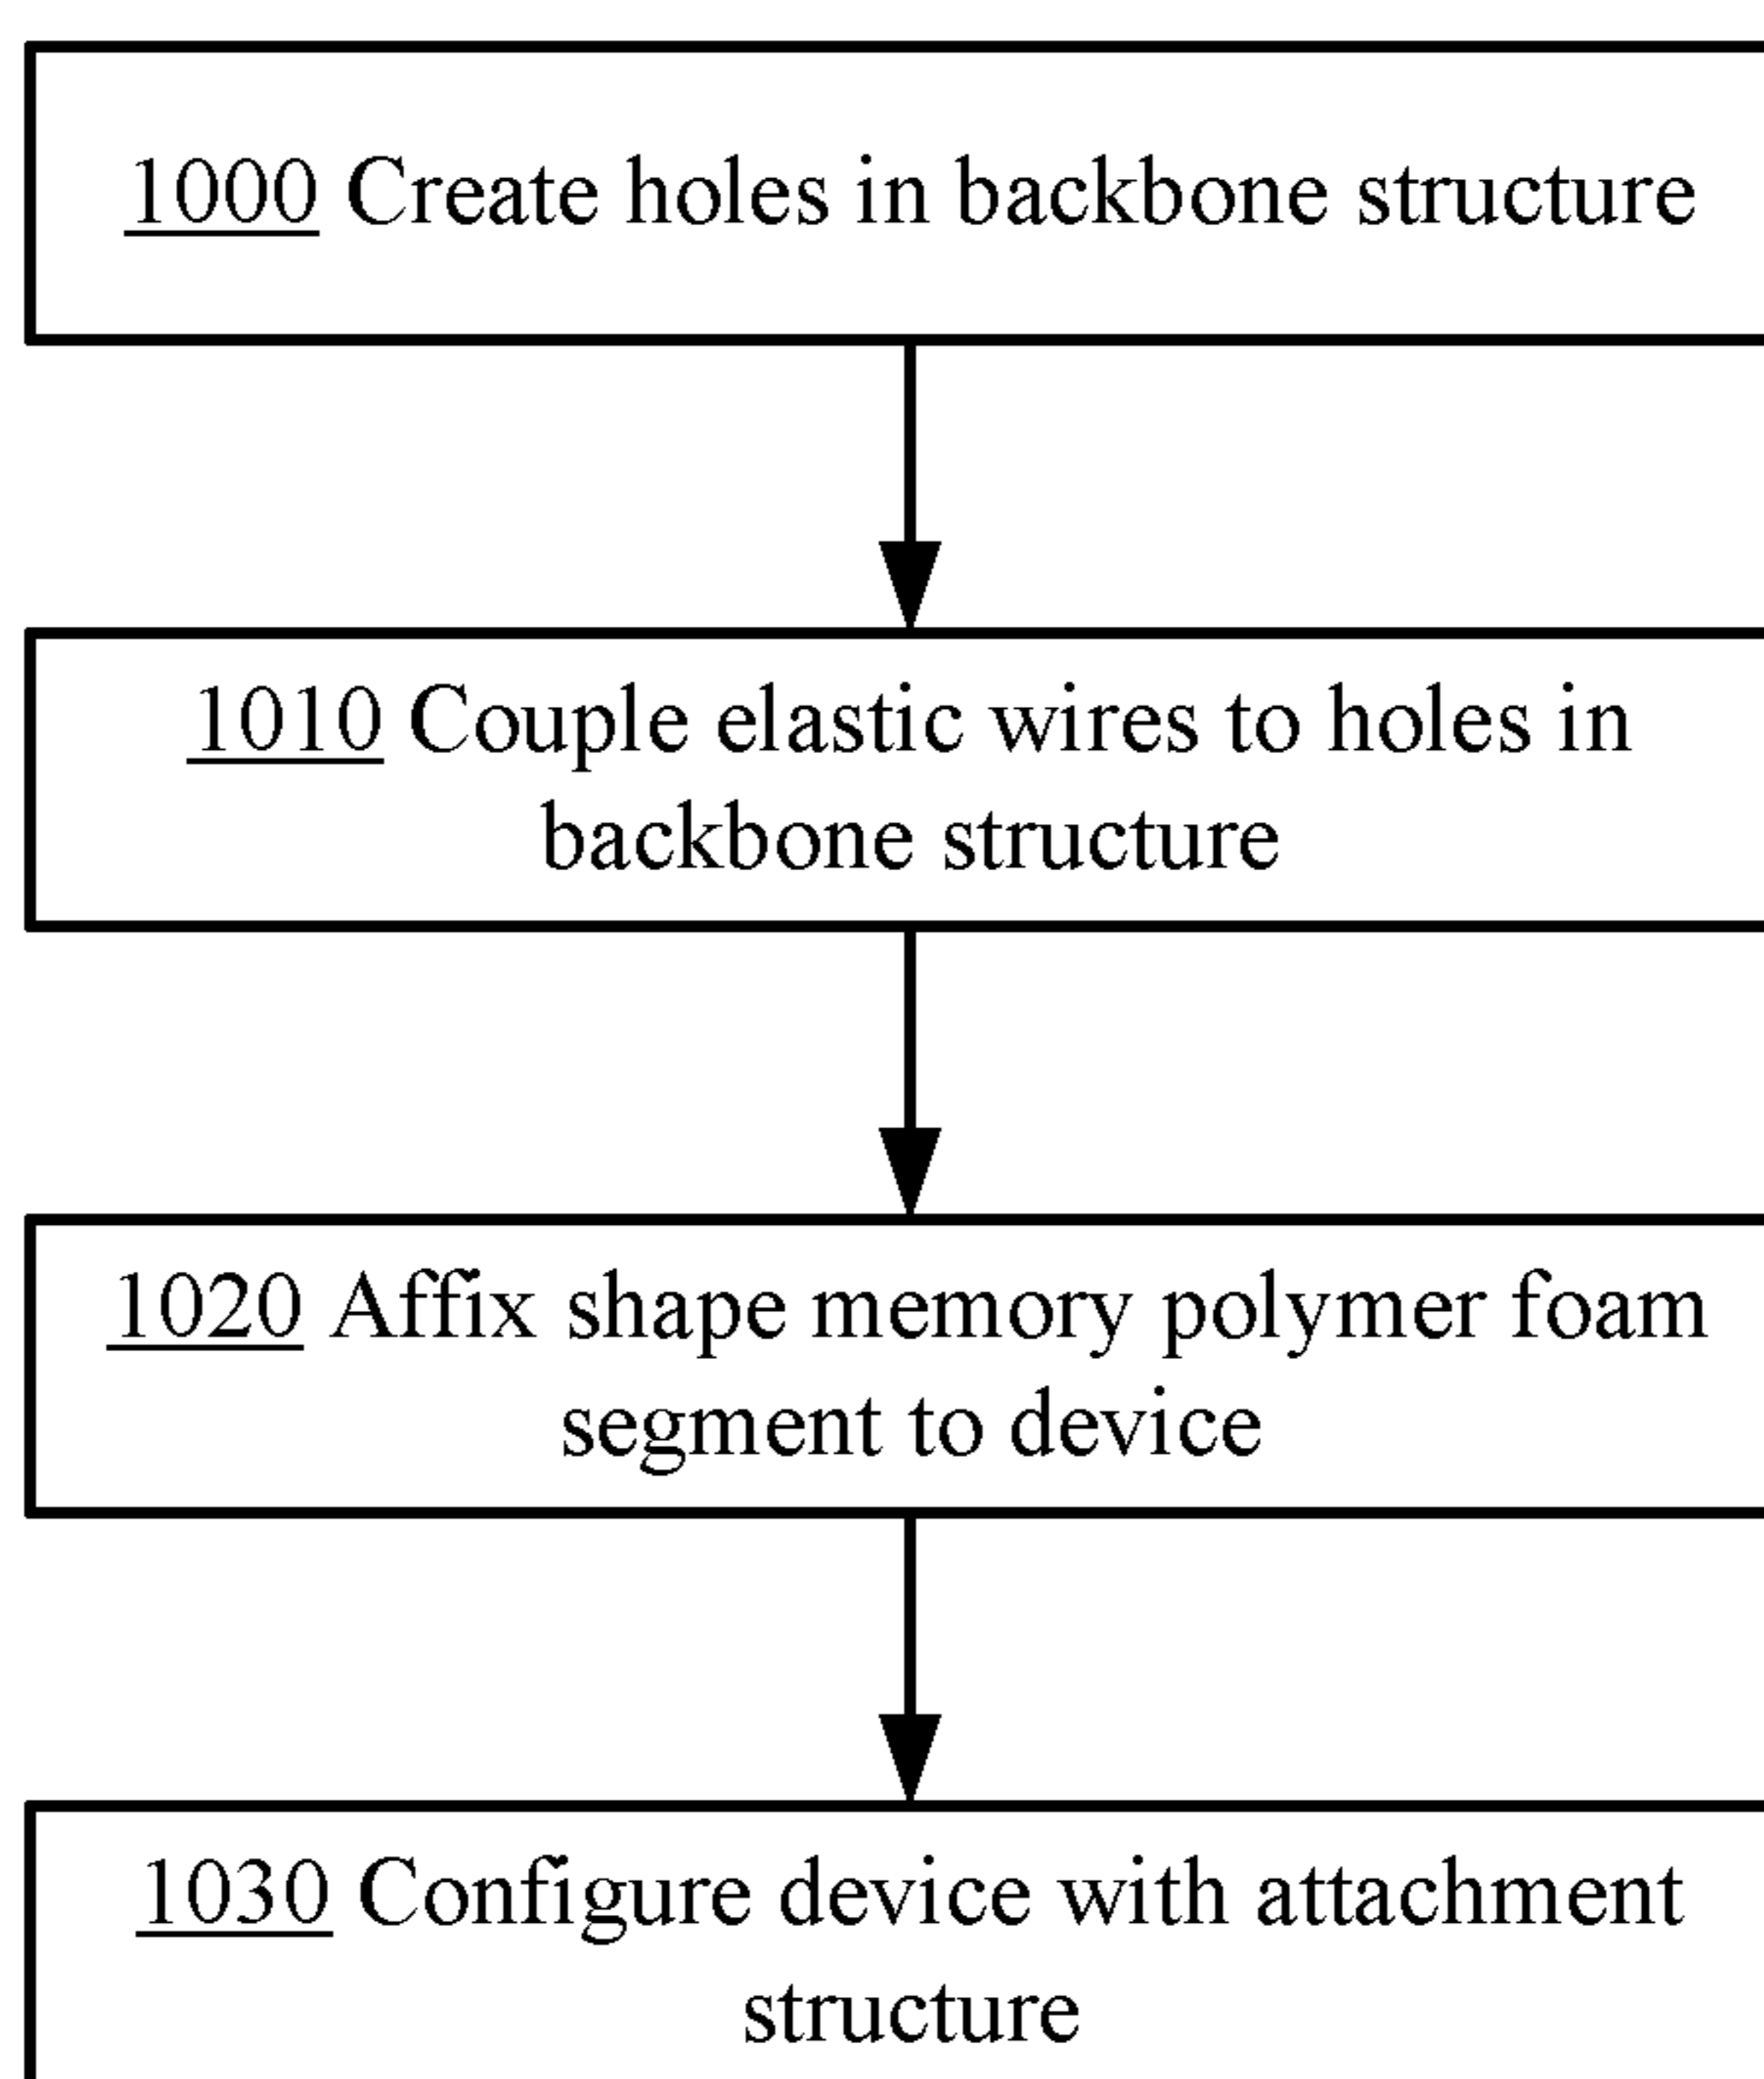 1000 Create holes in backbone structure
1010 Couple elastic wires to holes in
backbone structure
1020 Affix shape memory polymer foam
segment to device
1030 Configure device with attachment
structure